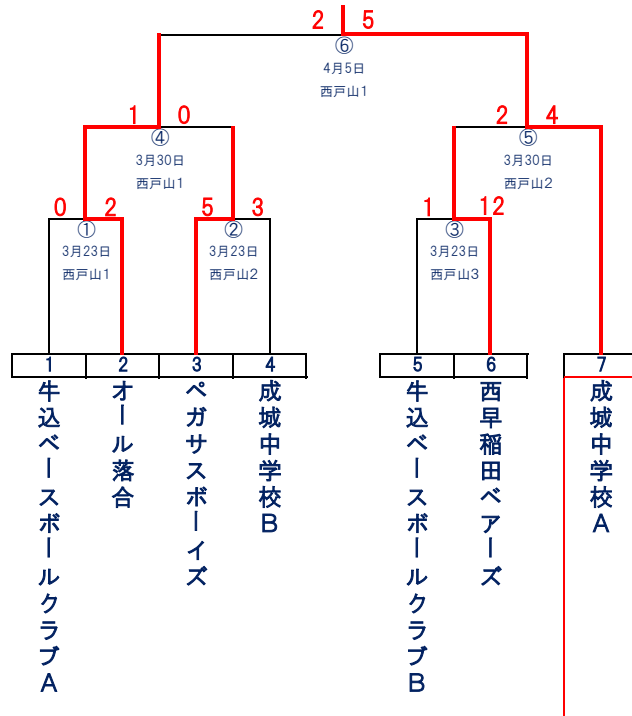 2 5
⑥
4月5日
西戸山1
1 0
④
3月30日
西戸山1
2 4
⑤
3月30日
西戸山2
0 2
①
3月23日
西戸山1
5 3
②
3月23日
西戸山2
1 12
③
3月23日
西戸山3
1 2 3 4 5 6 7
牛込ベースボールクラブA
オール落合
ペガサスボーイズ
成城中学校B
牛込ベースボールクラブB
西早稲田ベアーズ
成城中学校A